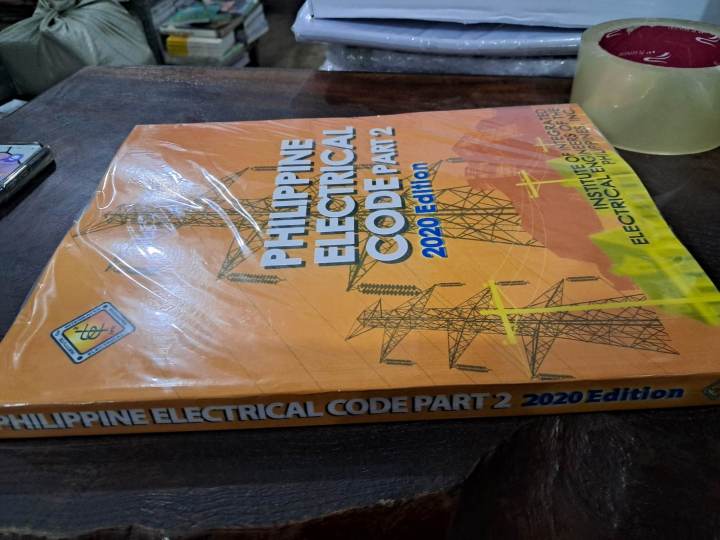 PHILIPPINE
ELECTRICAL
CODE PART 2
2020 Edition
INSTITUTE OF INTEGRATED
ELECTRICAL ENGINEERS OF THE
PHILIPPINES, INC.
PHILIPPINE ELECTRICAL CODE PART 2 2020 Edition